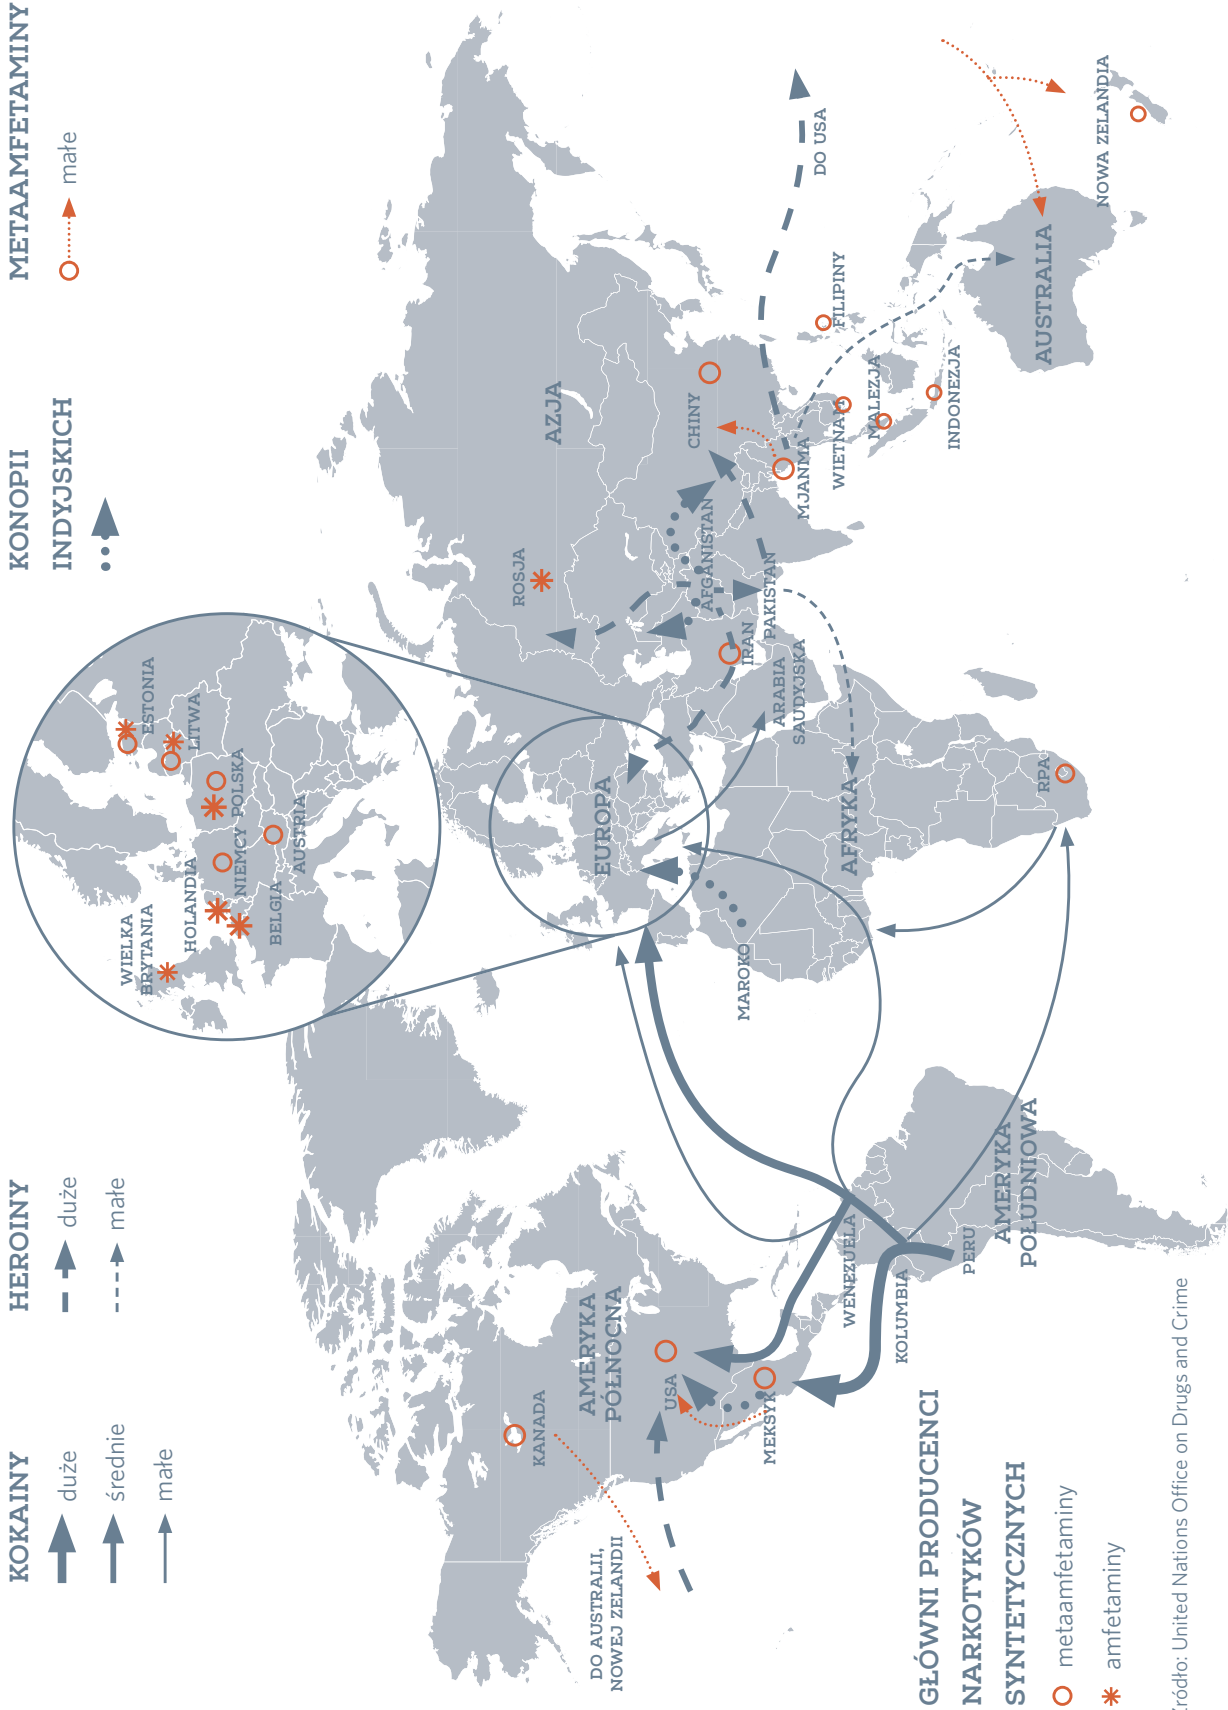 KOKAINY
duże
średnie
małe
HEROINY
duże
małe
KONOPII
INDYJSKICH
METAAMFETAMINY
małe
WIELKA
BRYTANIA
HOLANDIA
NIEMCY
POLSKA
ESTONIA
LITWA
BELGIA
AUSTRIA
KANADA
AMERYKA
PÓŁNOCNA
USA
MEKSYK
DO AUSTRALII,
NOWEJ ZELANDII
EUROPA
ROSJA
AZJA
CHINY
AFGANISTAN
IRAN
PAKISTAN
ARABIA
SAUDYJSKA
MAROKO
AFRYKA
RPA
MJANMA
WIETNAM
MALEZJA
FILIPINY
INDONEZJA
DO USA
AUSTRALIA
NOWA ZELANDIA
WENEZUELA
KOLUMBIA
PERU
AMERYKA
POŁUDNIOWA
GŁÓWNI PRODUCENCI
NARKOTYKÓW
SYNTETYCZNYCH
metaamfetaminy
amfetaminy
Źródło: United Nations Office on Drugs and Crime